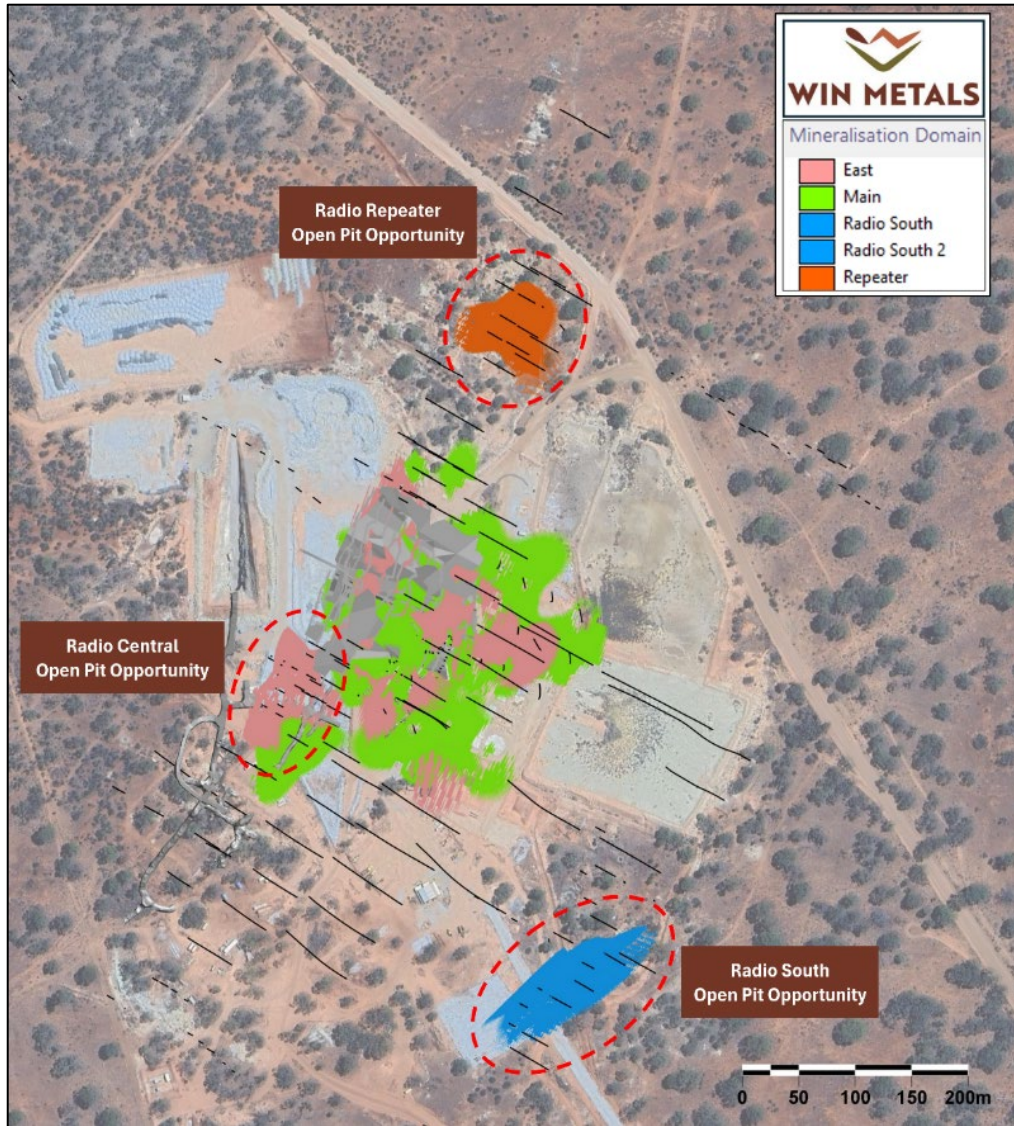 WIN METALS
Mineralisation Domain
East
Main
Radio South
Radio South 2
Repeater
Radio Repeater
Open Pit Opportunity
Radio Central
Open Pit Opportunity
Radio South
Open Pit Opportunity
0 50 100 150 200m